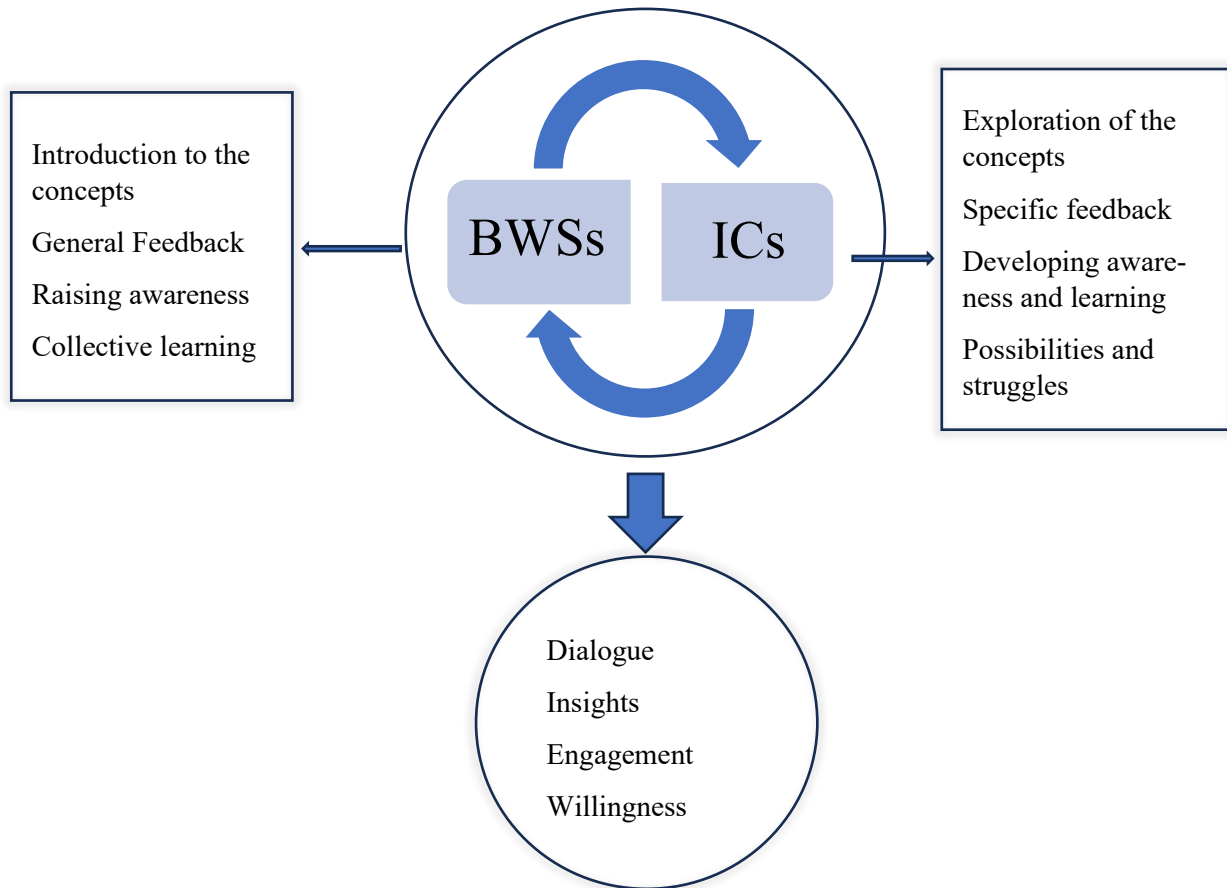 Introduction to the
concepts
General Feedback
Raising awareness
Collective learning
BWSs
ICs
Exploration of the
concepts
Specific feedback
Developing aware-
ness and learning
Possibilities and
struggles
Dialogue
Insights
Engagement
Willingness